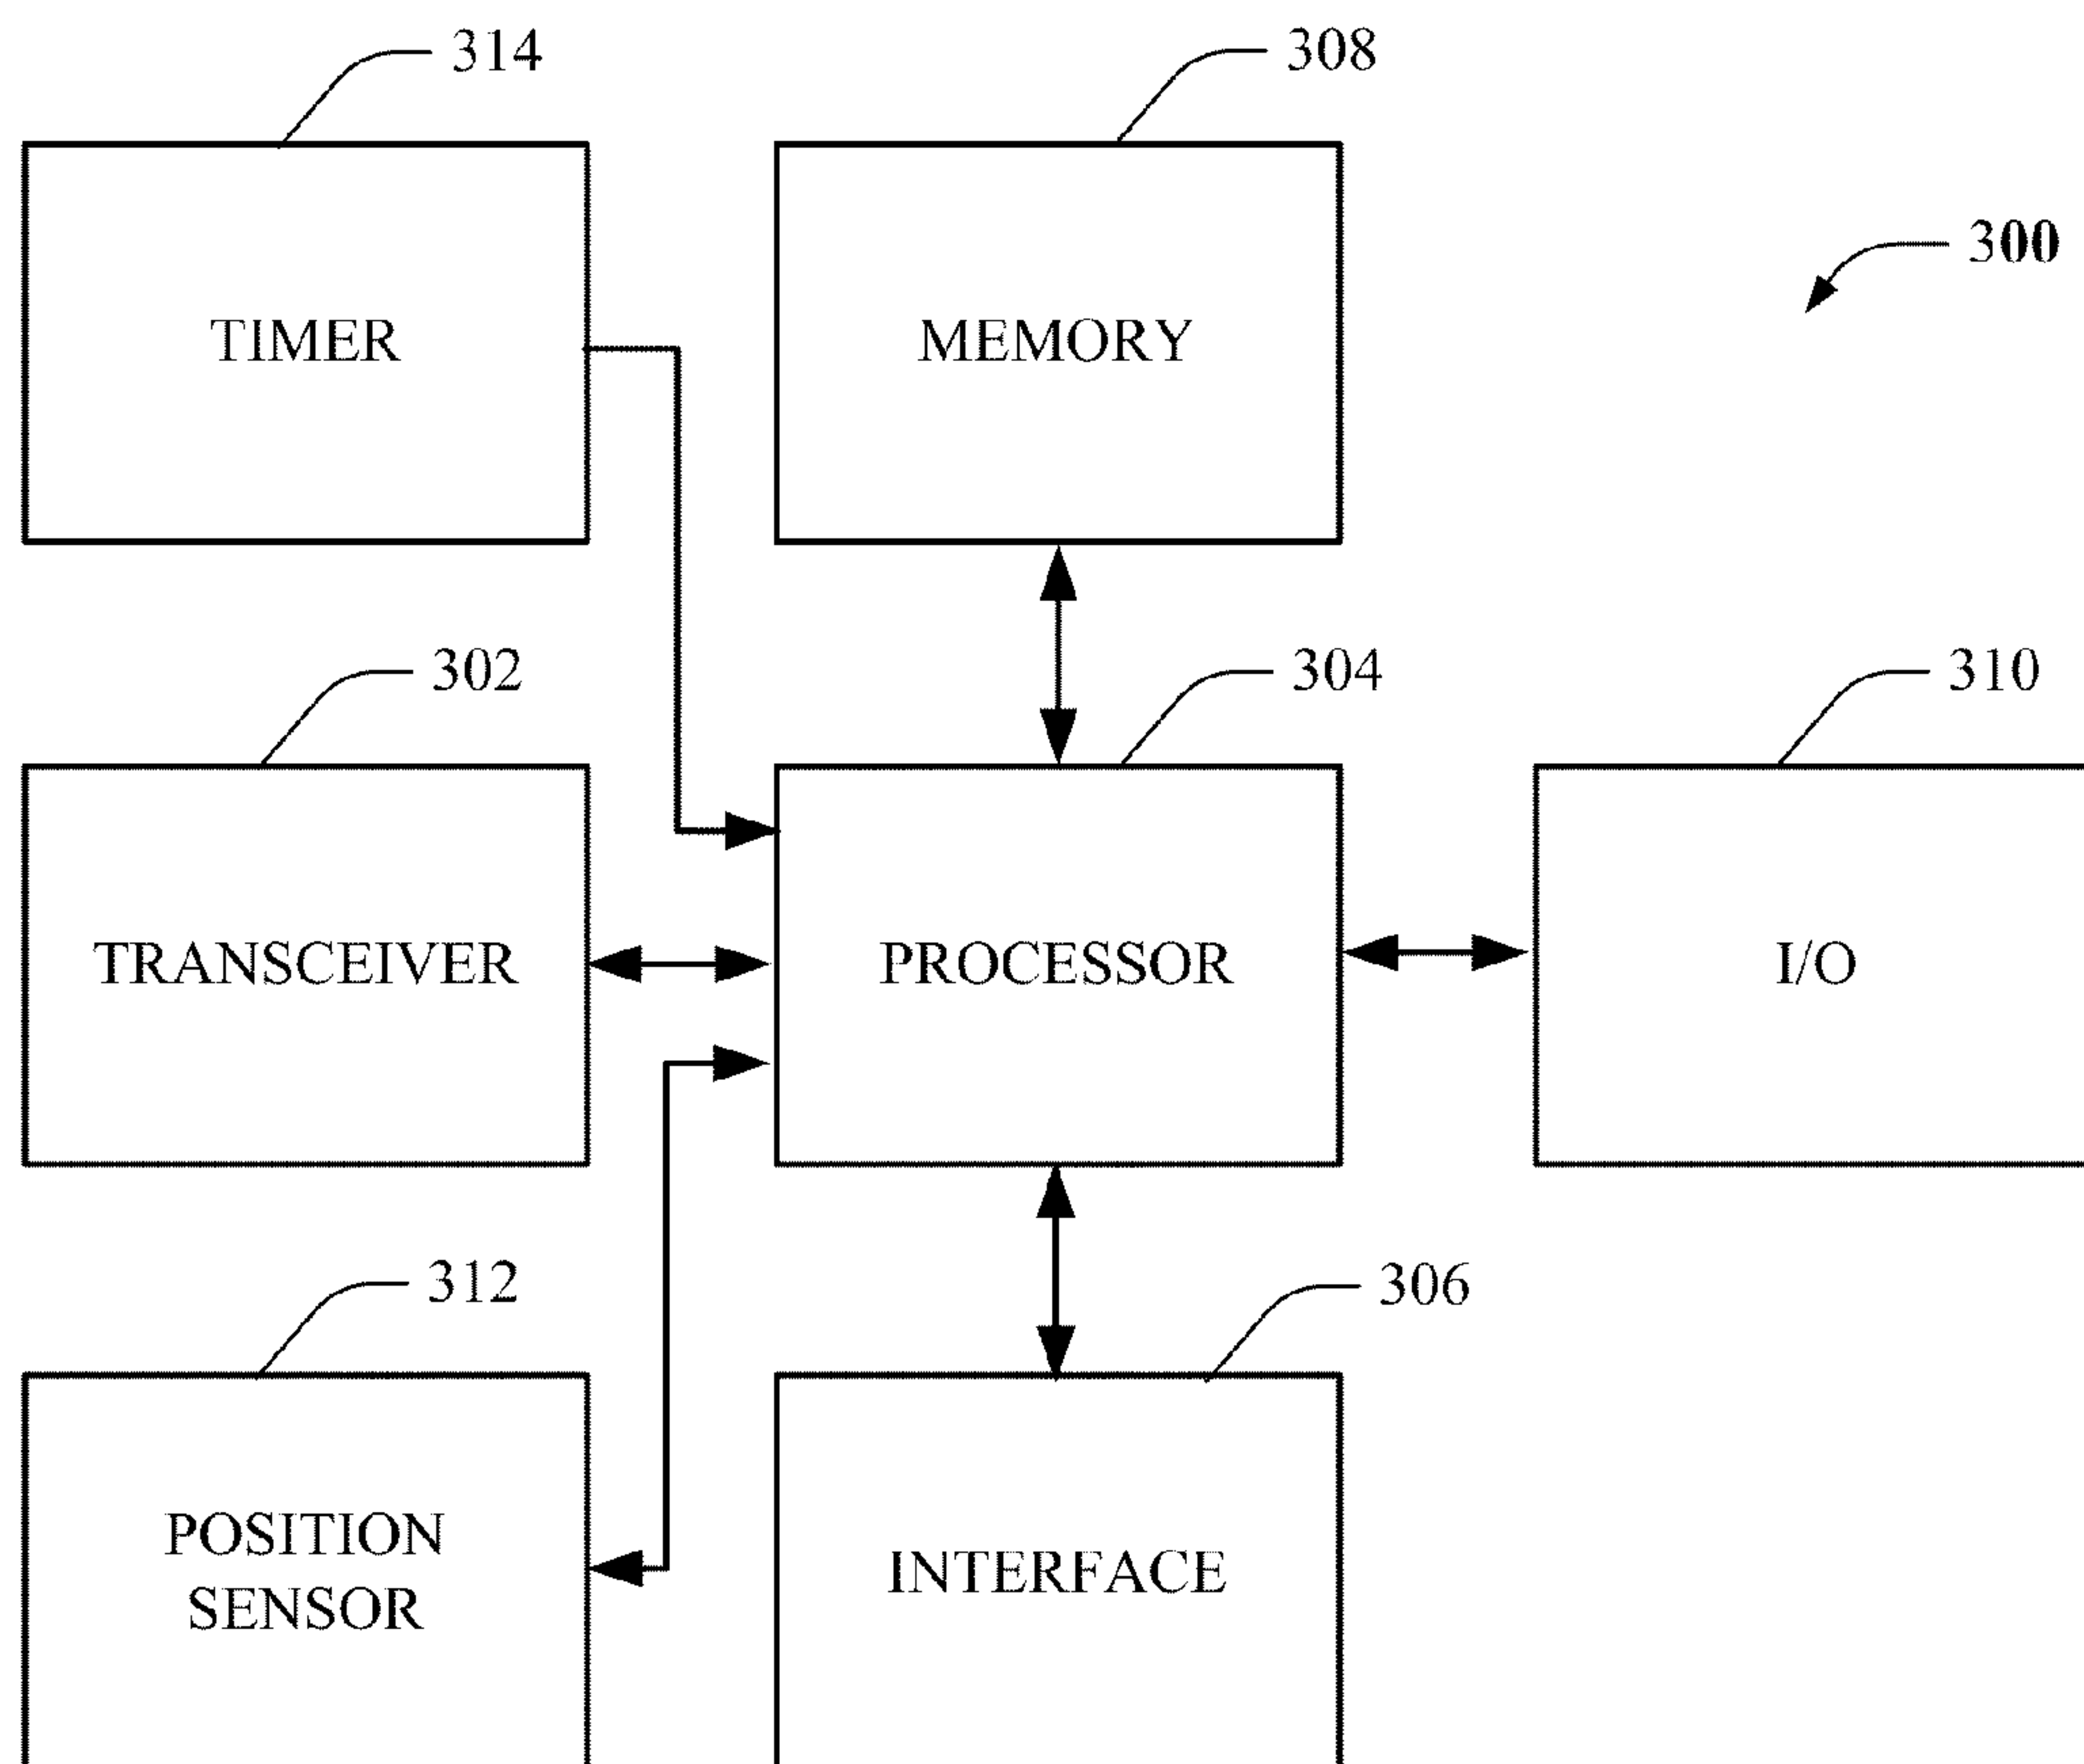 314
308
300
TIMER
MEMORY
302
304
310
TRANSCEIVER
PROCESSOR
I/O
312
306
POSITION
SENSOR
INTERFACE